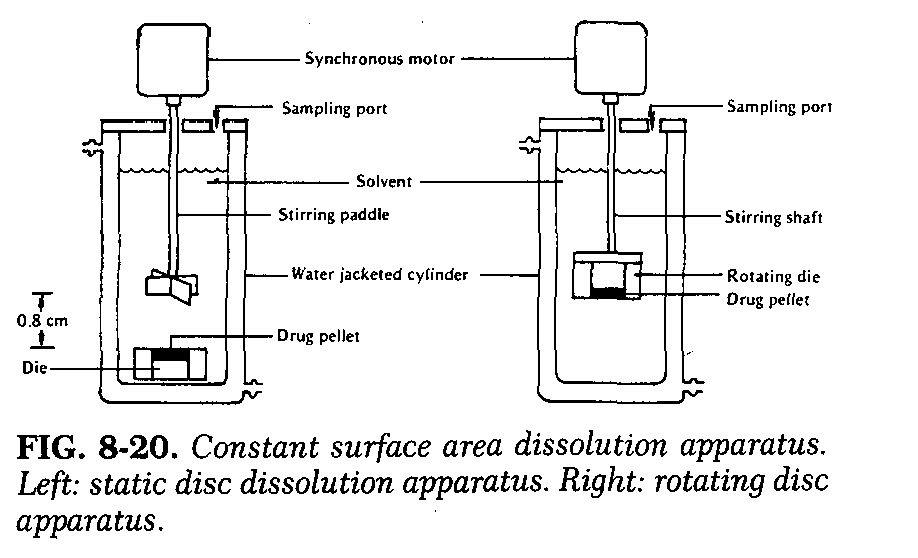 Synchronous motor
Sampling port
Sampling port
Solvent
Stirring paddle
Stirring shaft
Water jacketed cylinder
Rotating die
Drug pellet
0.8 cm
Drug pellet
Die
FIG. 8-20. Constant surface area dissolution apparatus.
Left: static disc dissolution apparatus. Right: rotating disc
apparatus.